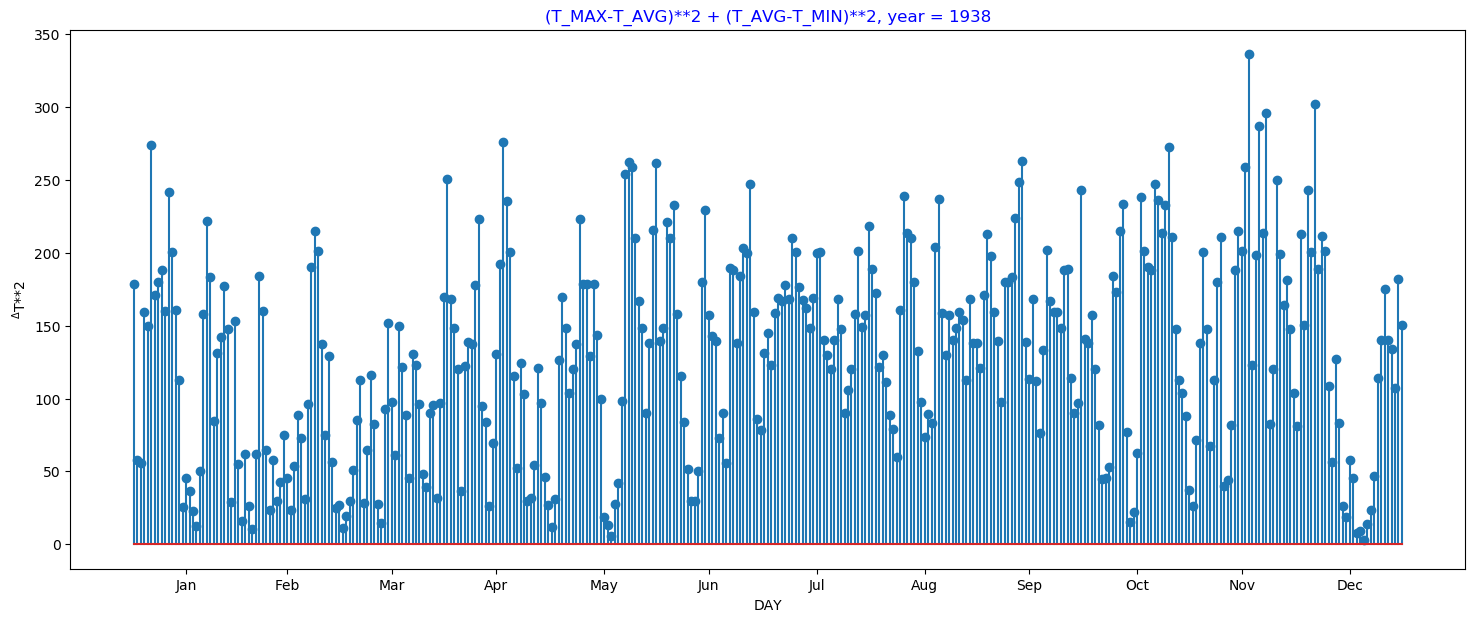 (T_MAX-T_AVG)**2 + (T_AVG-T_MIN)**2, year = 1938
350
300
250
200
150
100
50
0
ΔT**2
Jan Feb Mar Apr May Jun Jul Aug Sep Oct Nov Dec
DAY